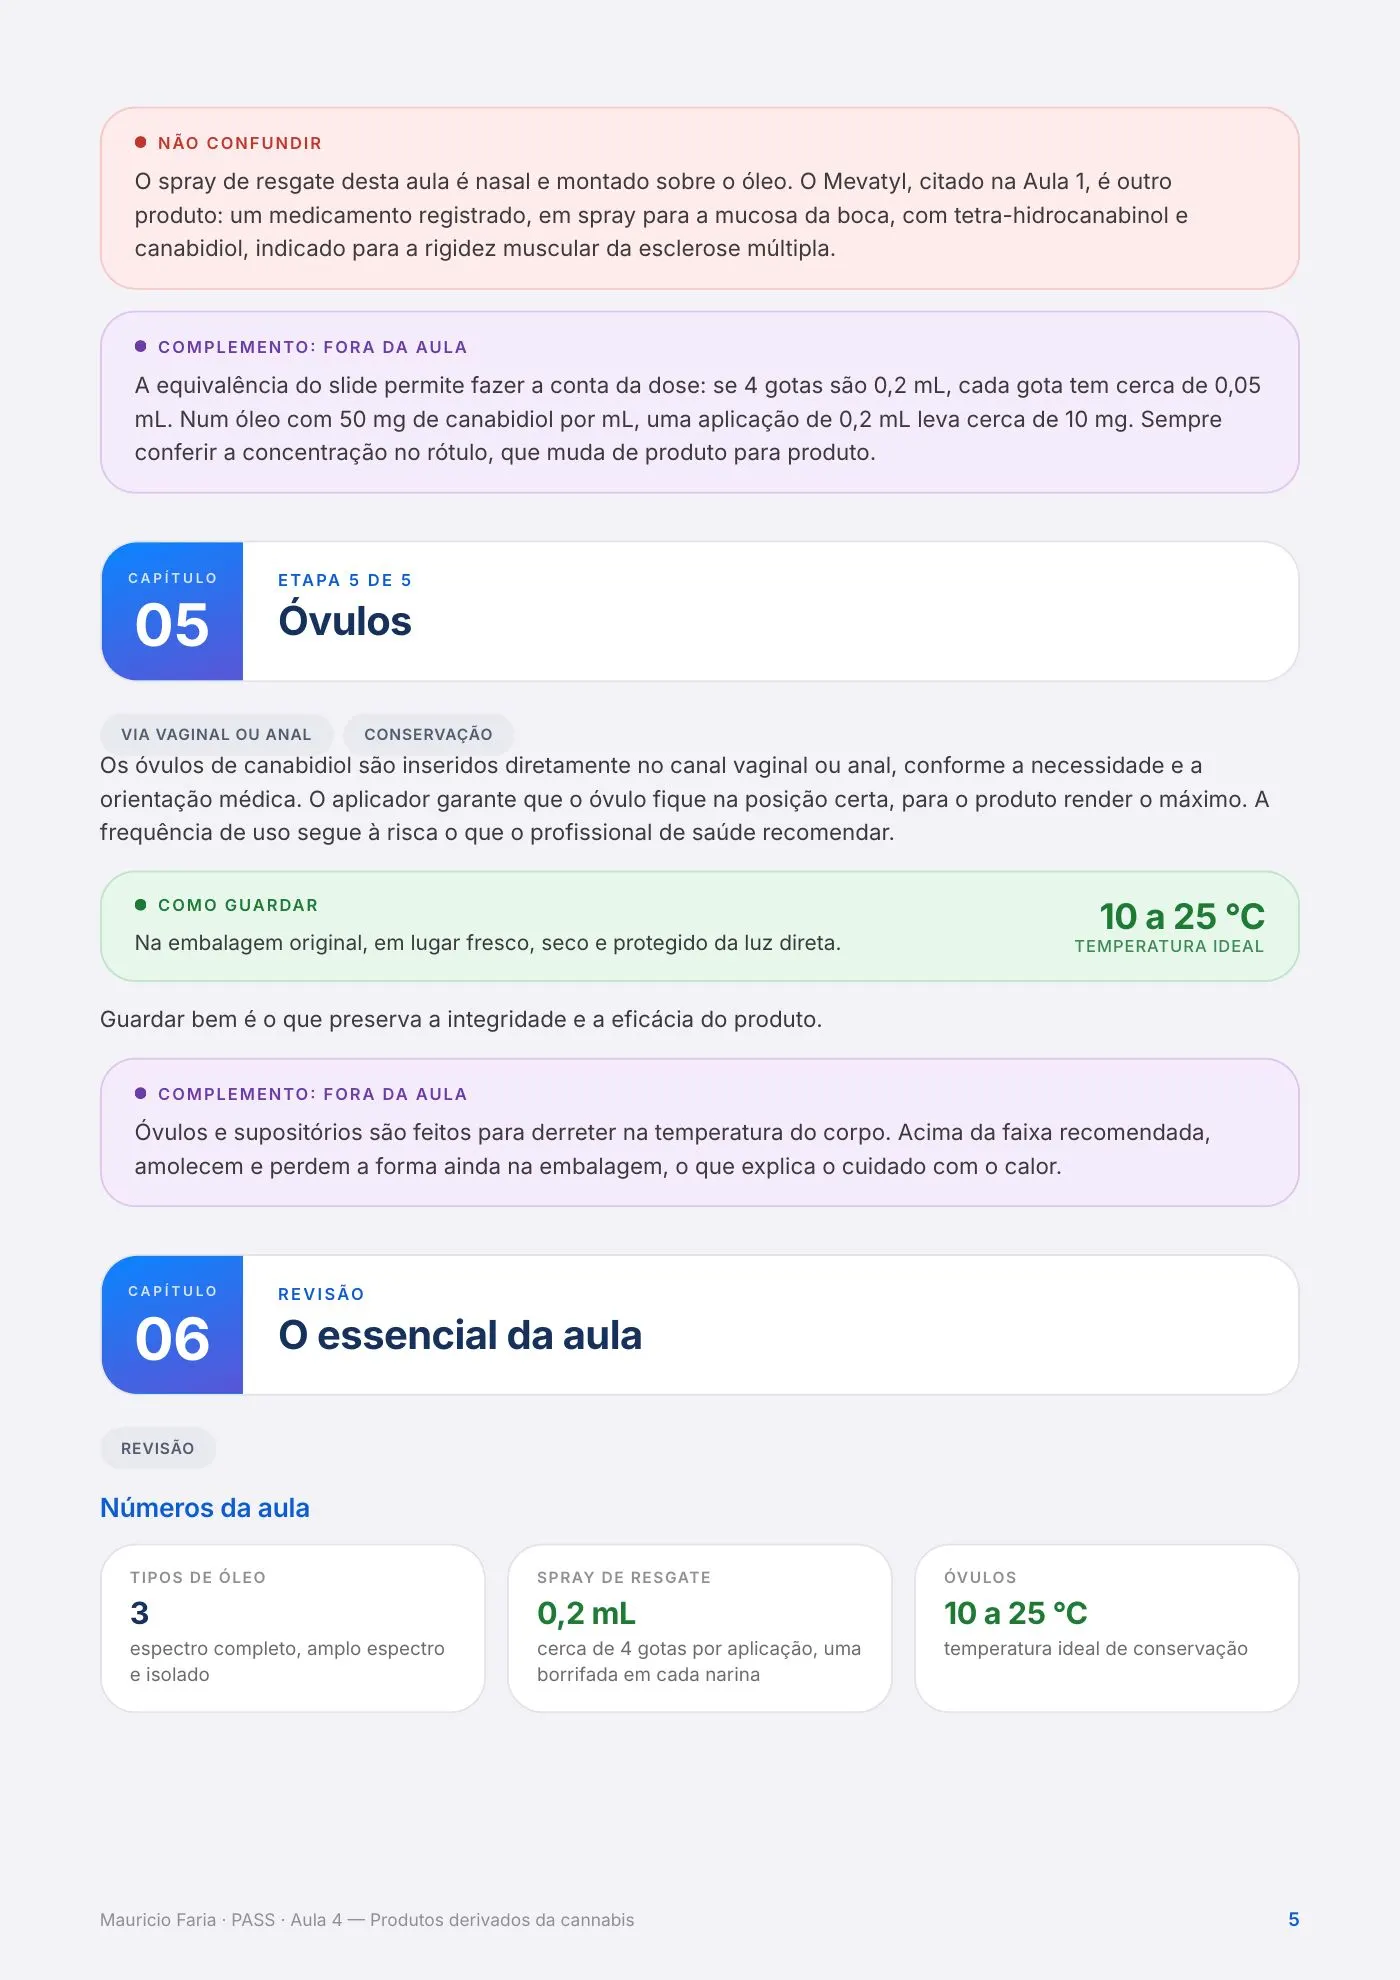 NÃO CONFUNDIR
O spray de resgate desta aula é nasal e montado sobre o óleo. O Mevatyl, citado na Aula 1, é outro
produto: um medicamento registrado, em spray para a mucosa da boca, com tetra-hidrocanabinol e
canabidiol, indicado para a rigidez muscular da esclerose múltipla.
COMPLEMENTO: FORA DA AULA
A equivalência do slide permite fazer a conta da dose: se 4 gotas são 0,2 mL, cada gota tem cerca de 0,05
mL. Num óleo com 50 mg de canabidiol por mL, uma aplicação de 0,2 mL leva cerca de 10 mg. Sempre
conferir a concentração no rótulo, que muda de produto para produto.
CAPÍTULO
05
ETAPA 5 DE 5
Óvulos
VIA VAGINAL OU ANAL CONSERVAÇÃO
Os óvulos de canabidiol são inseridos diretamente no canal vaginal ou anal, conforme a necessidade e a
orientação médica. O aplicador garante que o óvulo fique na posição certa, para o produto render o máximo. A
frequência de uso segue à risca o que o profissional de saúde recomendar.
COMO GUARDAR
Na embalagem original, em lugar fresco, seco e protegido da luz direta.
10 a 25 °C
TEMPERATURA IDEAL
Guardar bem é o que preserva a integridade e a eficácia do produto.
COMPLEMENTO: FORA DA AULA
Óvulos e supositórios são feitos para derreter na temperatura do corpo. Acima da faixa recomendada,
amolecem e perdem a forma ainda na embalagem, o que explica o cuidado com o calor.
CAPÍTULO
06
REVISÃO
O essencial da aula
REVISÃO
Números da aula
TIPOS DE ÓLEO
3
espectro completo, amplo espectro
e isolado
SPRAY DE RESGATE
0,2 mL
cerca de 4 gotas por aplicação, uma
borrifada em cada narina
ÓVULOS
10 a 25 °C
temperatura ideal de conservação
Mauricio Faria · PASS · Aula 4 — Produtos derivados da cannabis
5